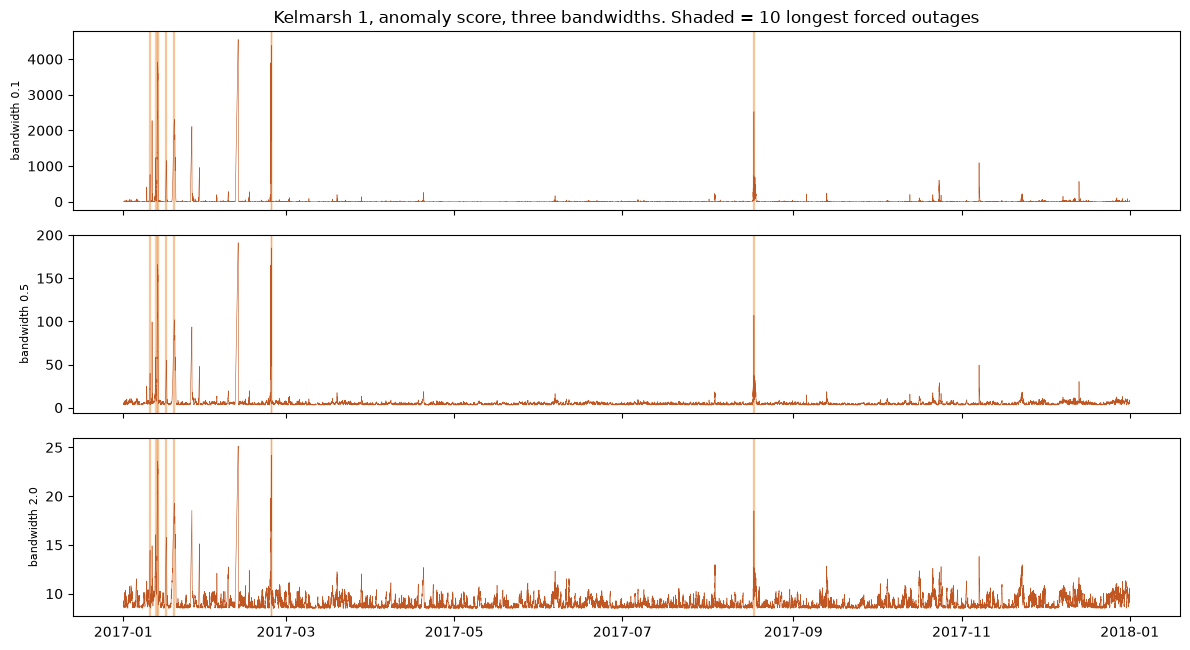 Kelmarsh 1, anomaly score, three bandwidths. Shaded = 10 longest forced outages
bandwidth 0.1
4000
3000
2000
1000
0
bandwidth 0.5
200
150
100
50
0
bandwidth 2.0
25
20
15
10
2017-01 2017-03 2017-05 2017-07 2017-09 2017-11 2018-01